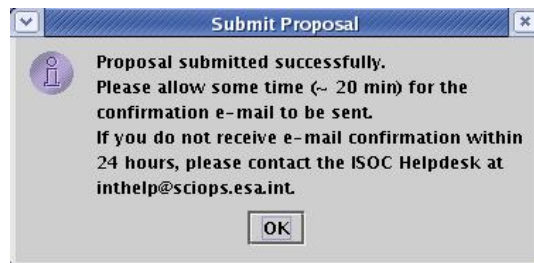 Submit Proposal
Proposal submitted successfully.
Please allow some time (~ 20 min) for the
confirmation e-mail to be sent.
If you do not receive e-mail confirmation within
24 hours, please contact the ISOC Helpdesk at
inthelp@sciops.esa.int.
OK